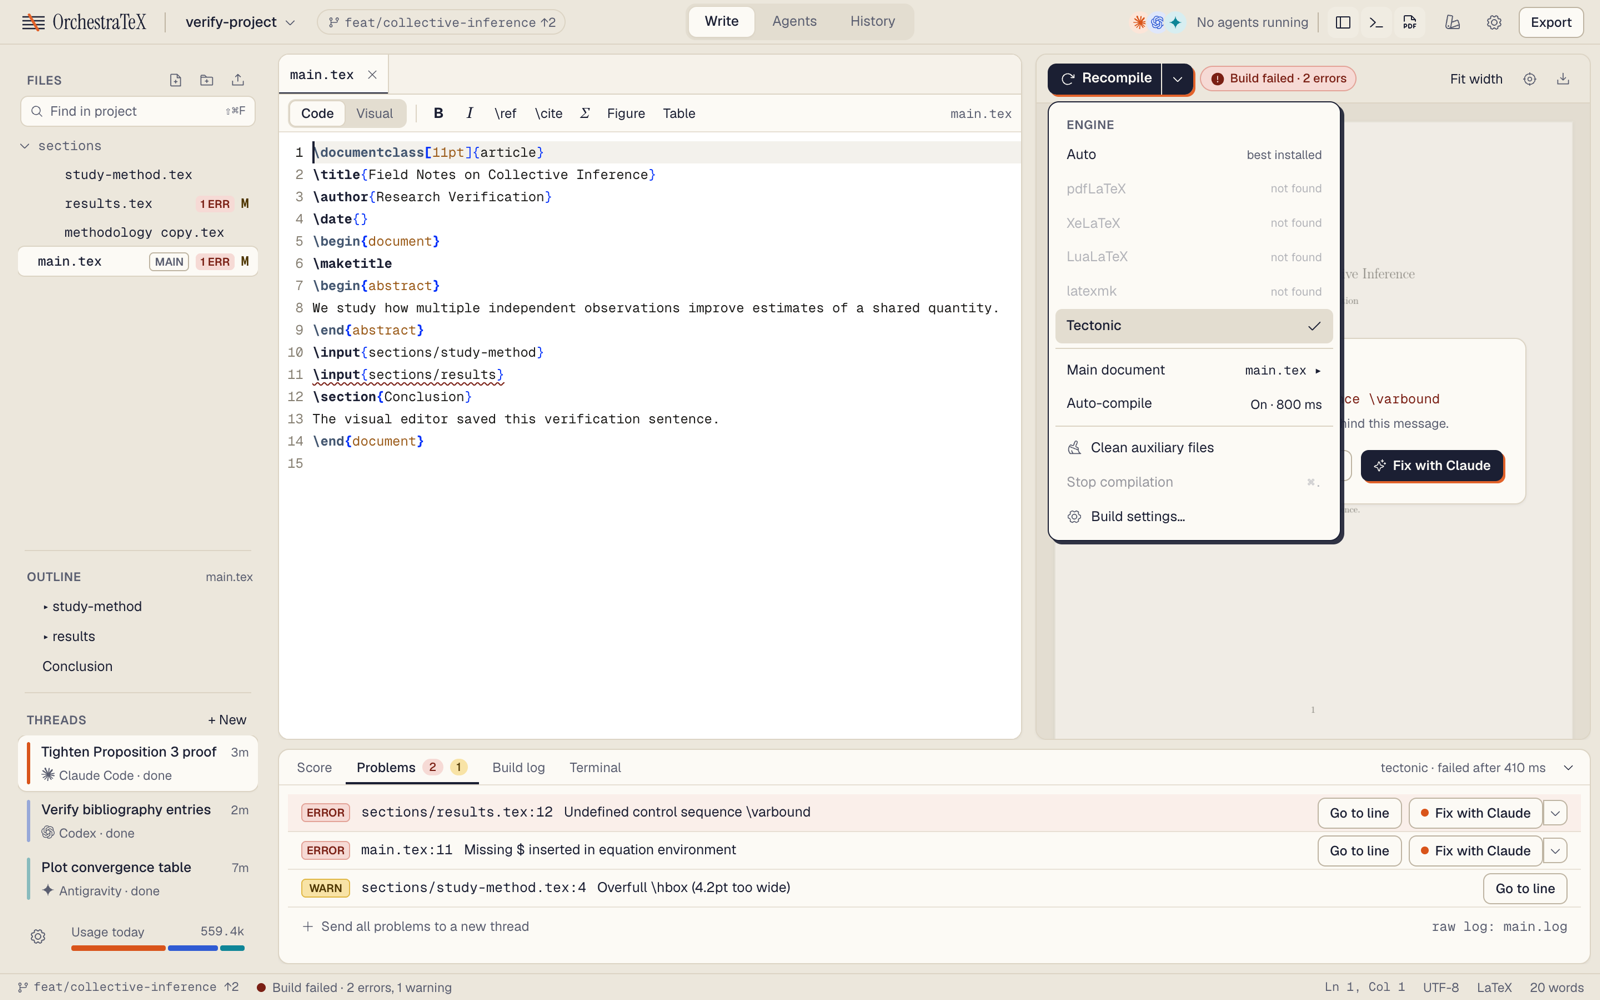 OrchestraTeX
verify-project
feat/collective-inference ↑2
Write
Agents
History
No agents running
Export
FILES
Find in project
⇧⌘F
sections
study-method.tex
results.tex 1 ERR M
methodology copy.tex
main.tex MAIN 1 ERR M
OUTLINE main.tex
study-method
results
Conclusion
THREADS + New
Tighten Proposition 3 proof 3m
Claude Code · done
Verify bibliography entries 2m
Codex · done
Plot convergence table 7m
Antigravity · done
Usage today 559.4k
main.tex
Code Visual B I \ref \cite Σ Figure Table main.tex
1 \documentclass[11pt]{article}
2 \title{Field Notes on Collective Inference}
3 \author{Research Verification}
4 \date{}
5 \begin{document}
6 \maketitle
7 \begin{abstract}
8 We study how multiple independent observations improve estimates of a shared quantity.
9 \end{abstract}
10 \input{sections/study-method}
11 \input{sections/results}
12 \section{Conclusion}
13 The visual editor saved this verification sentence.
14 \end{document}
15
Recompile
Build failed · 2 errors
Fit width
ENGINE
Auto best installed
pdfLaTeX not found
XeLaTeX not found
LuaLaTeX not found
latexmk not found
Tectonic
Main document main.tex ▸
Auto-compile On · 800 ms
Clean auxiliary files
Stop compilation ⌘.
Build settings...
ve Inference
ion
ce \varbound
ind this message.
Fix with Claude
nce.
1
Score
Problems 2 1
Build log
Terminal
tectonic · failed after 410 ms
ERROR sections/results.tex:12 Undefined control sequence \varbound Go to line Fix with Claude
ERROR main.tex:11 Missing $ inserted in equation environment Go to line Fix with Claude
WARN sections/study-method.tex:4 Overfull \hbox (4.2pt too wide) Go to line
+ Send all problems to a new thread
raw log: main.log
feat/collective-inference ↑2
Build failed · 2 errors, 1 warning
Ln 1, Col 1
UTF-8
LaTeX
20 words